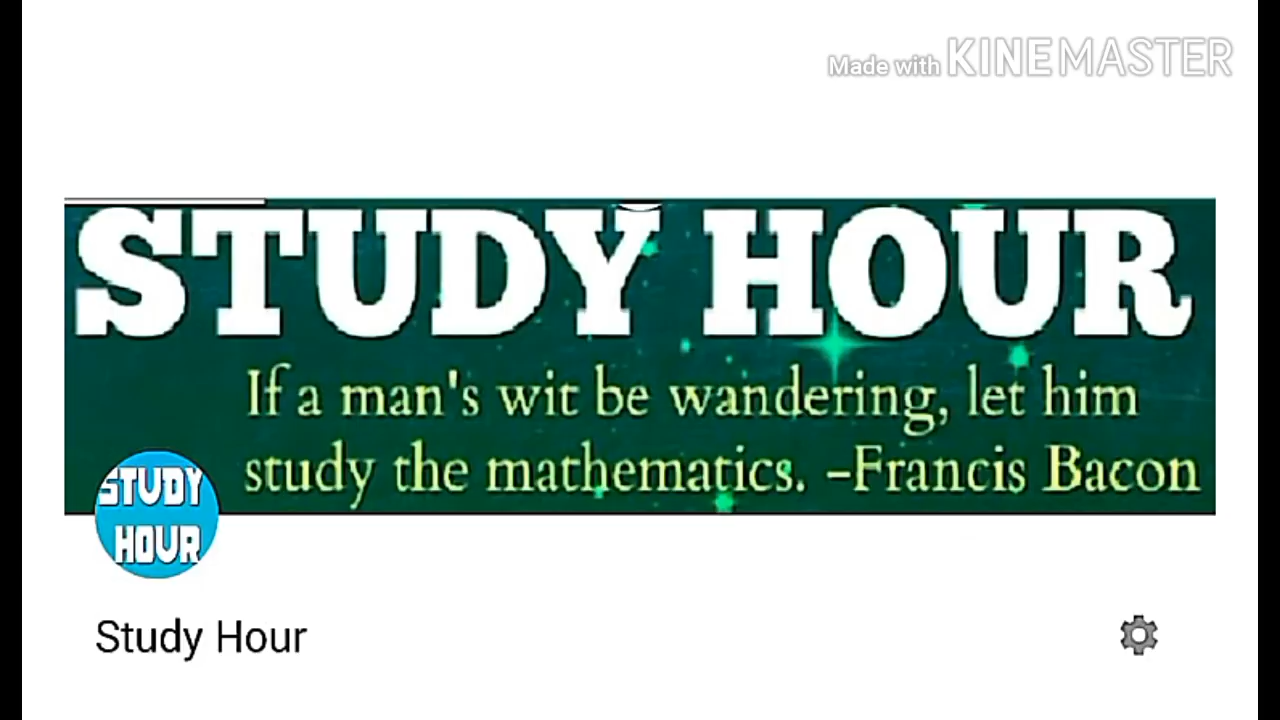 Made with KINEMASTER
STUDY HOUR
If a man's wit be wandering, let him
study the mathematics. -Francis Bacon
STUDY
HOUR
Study Hour